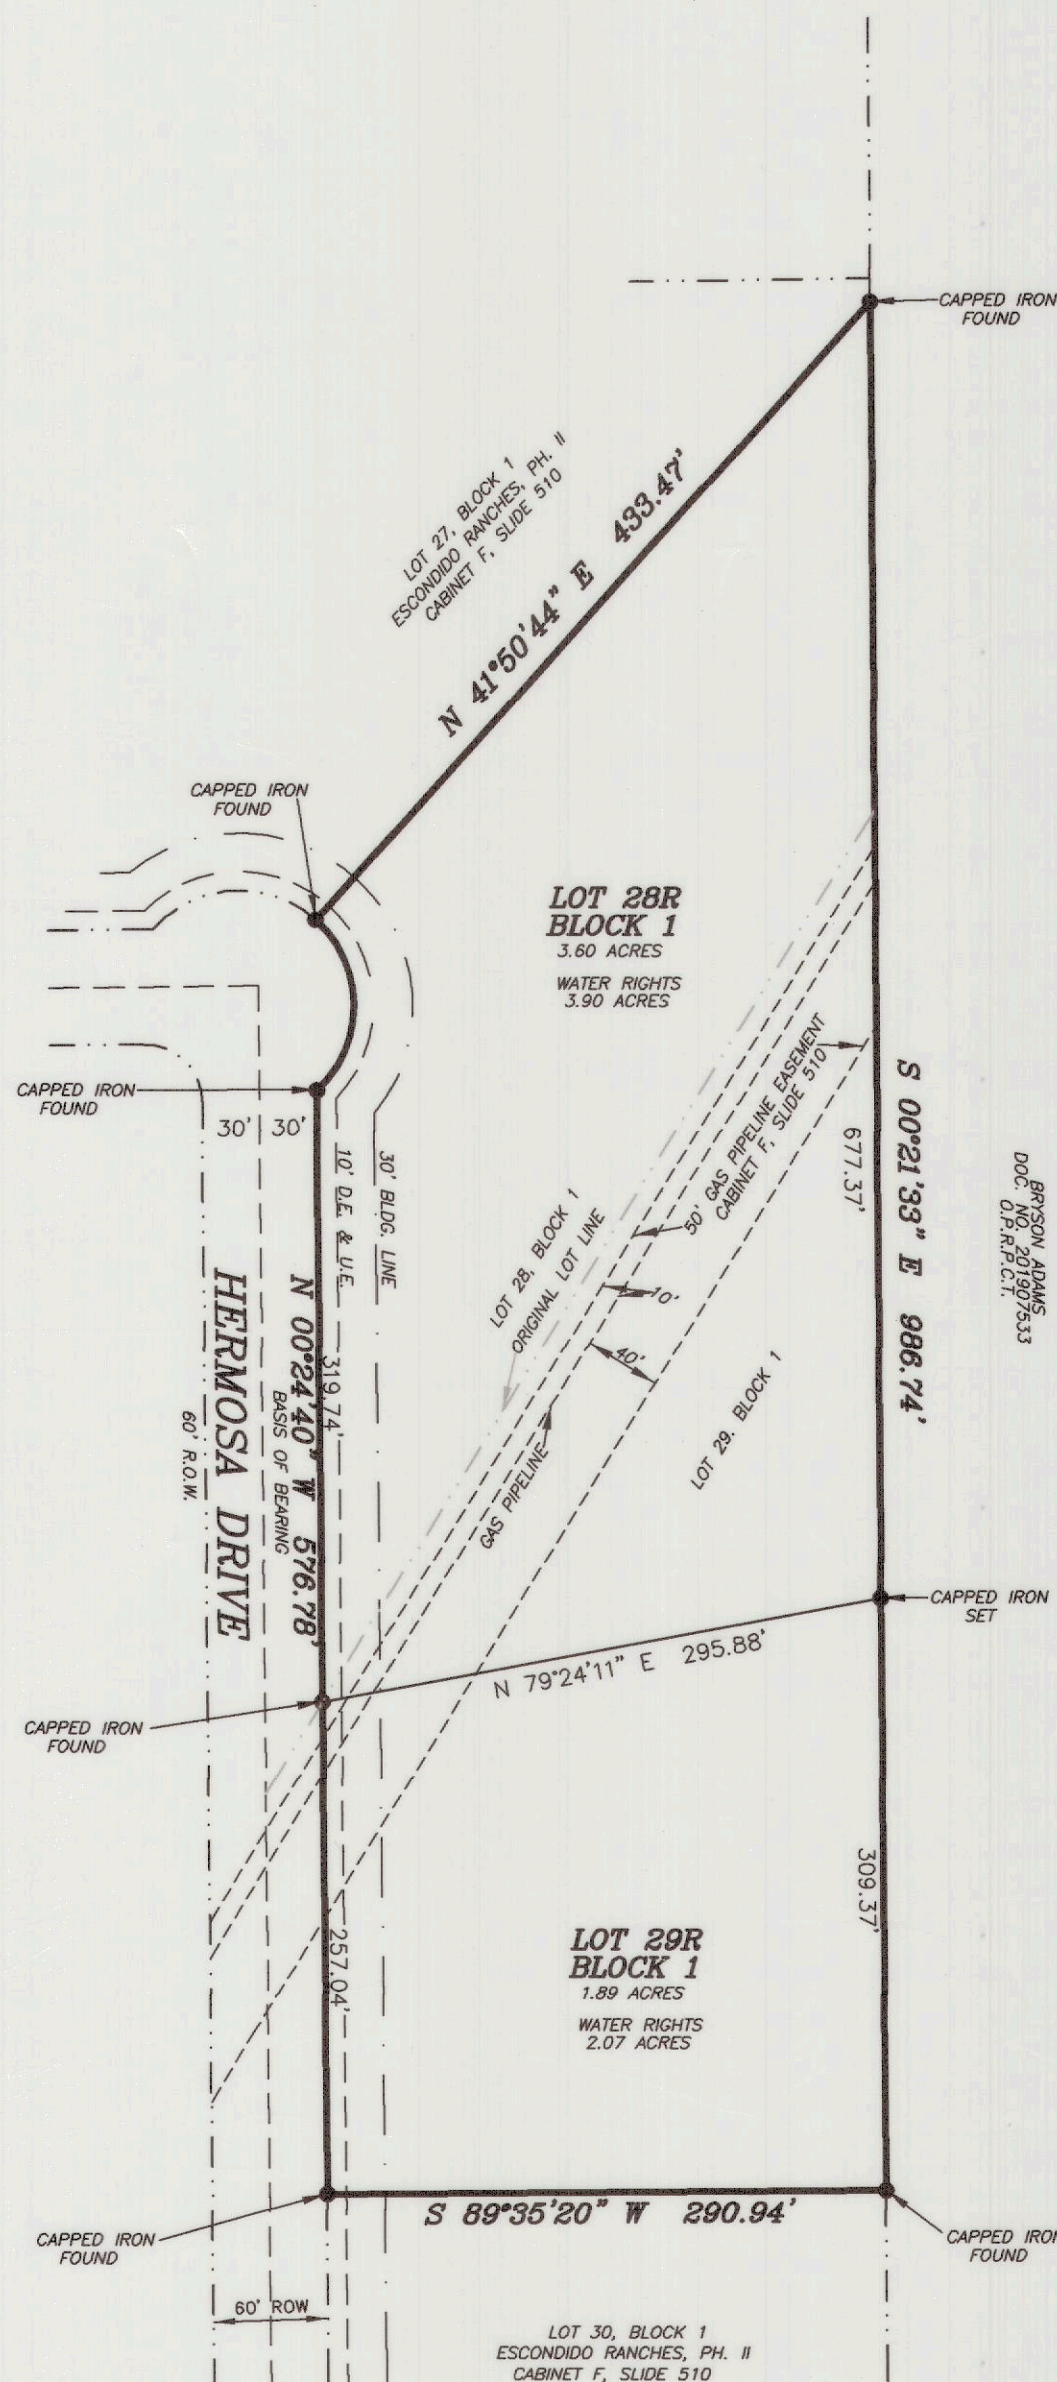 CAPPED IRON
FOUND
LOT 27, BLOCK 1
ESCONDIDO RANCHES, PH. II
CABINET F, SLIDE 510
N 41°50'44" E 433.47'
CAPPED IRON
FOUND
LOT 28R
BLOCK 1
3.60 ACRES
WATER RIGHTS
3.90 ACRES
CAPPED IRON
FOUND
30' 30'
10' D.E. & U.E.
30' BLDG. LINE
50' GAS PIPELINE EASEMENT
CABINET F, SLIDE 510
677.37'
S 00°21'33" E 986.74'
BRYSON ADAMS
DOC. NO. 201907533
O.P.R.P.C.T.
LOT 28, BLOCK 1
ORIGINAL LOT LINE
10'
40'
HERMOSA DRIVE
60' R.O.W.
N 00°24'40" W 576.78'
BASIS OF BEARING
319.74'
GAS PIPELINE
LOT 29. BLOCK 1
CAPPED IRON
SET
N 79°24'11" E 295.88'
CAPPED IRON
FOUND
309.37'
257.04'
LOT 29R
BLOCK 1
1.89 ACRES
WATER RIGHTS
2.07 ACRES
S 89°35'20" W 290.94'
CAPPED IRON
FOUND
CAPPED IRON
FOUND
60' ROW
LOT 30, BLOCK 1
ESCONDIDO RANCHES, PH. II
CABINET F, SLIDE 510